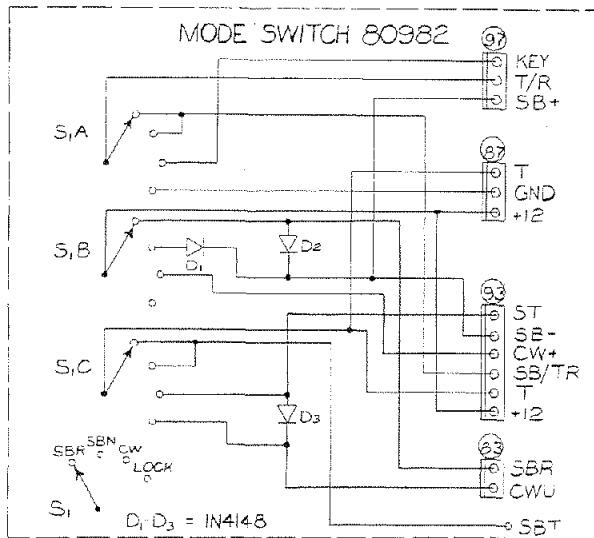 MODE SWITCH 80982
97
KEY
T/R
SB+
S1A
87
T
GND
+12
S1B
D1
D2
93
ST
SB-
CW+
SB/TR
T
+12
S1C
D3
SBR
SBN
CW
LOCK
S1
D1-D3 = 1N4148
83
SBR
CWU
SBT